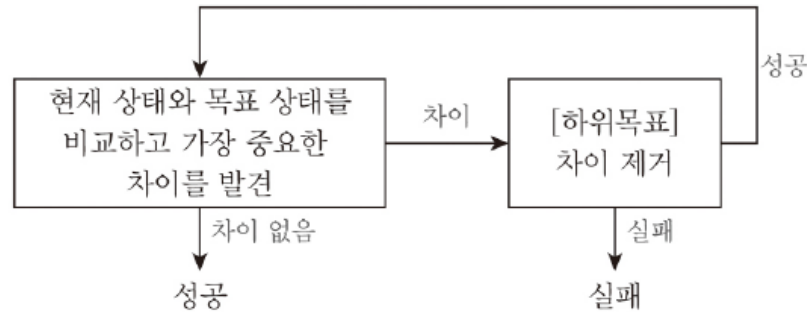 성공
현재 상태와 목표 상태를
비교하고 가장 중요한
차이를 발견
차이
[하위목표]
차이 제거
차이 없음
실패
성공
실패